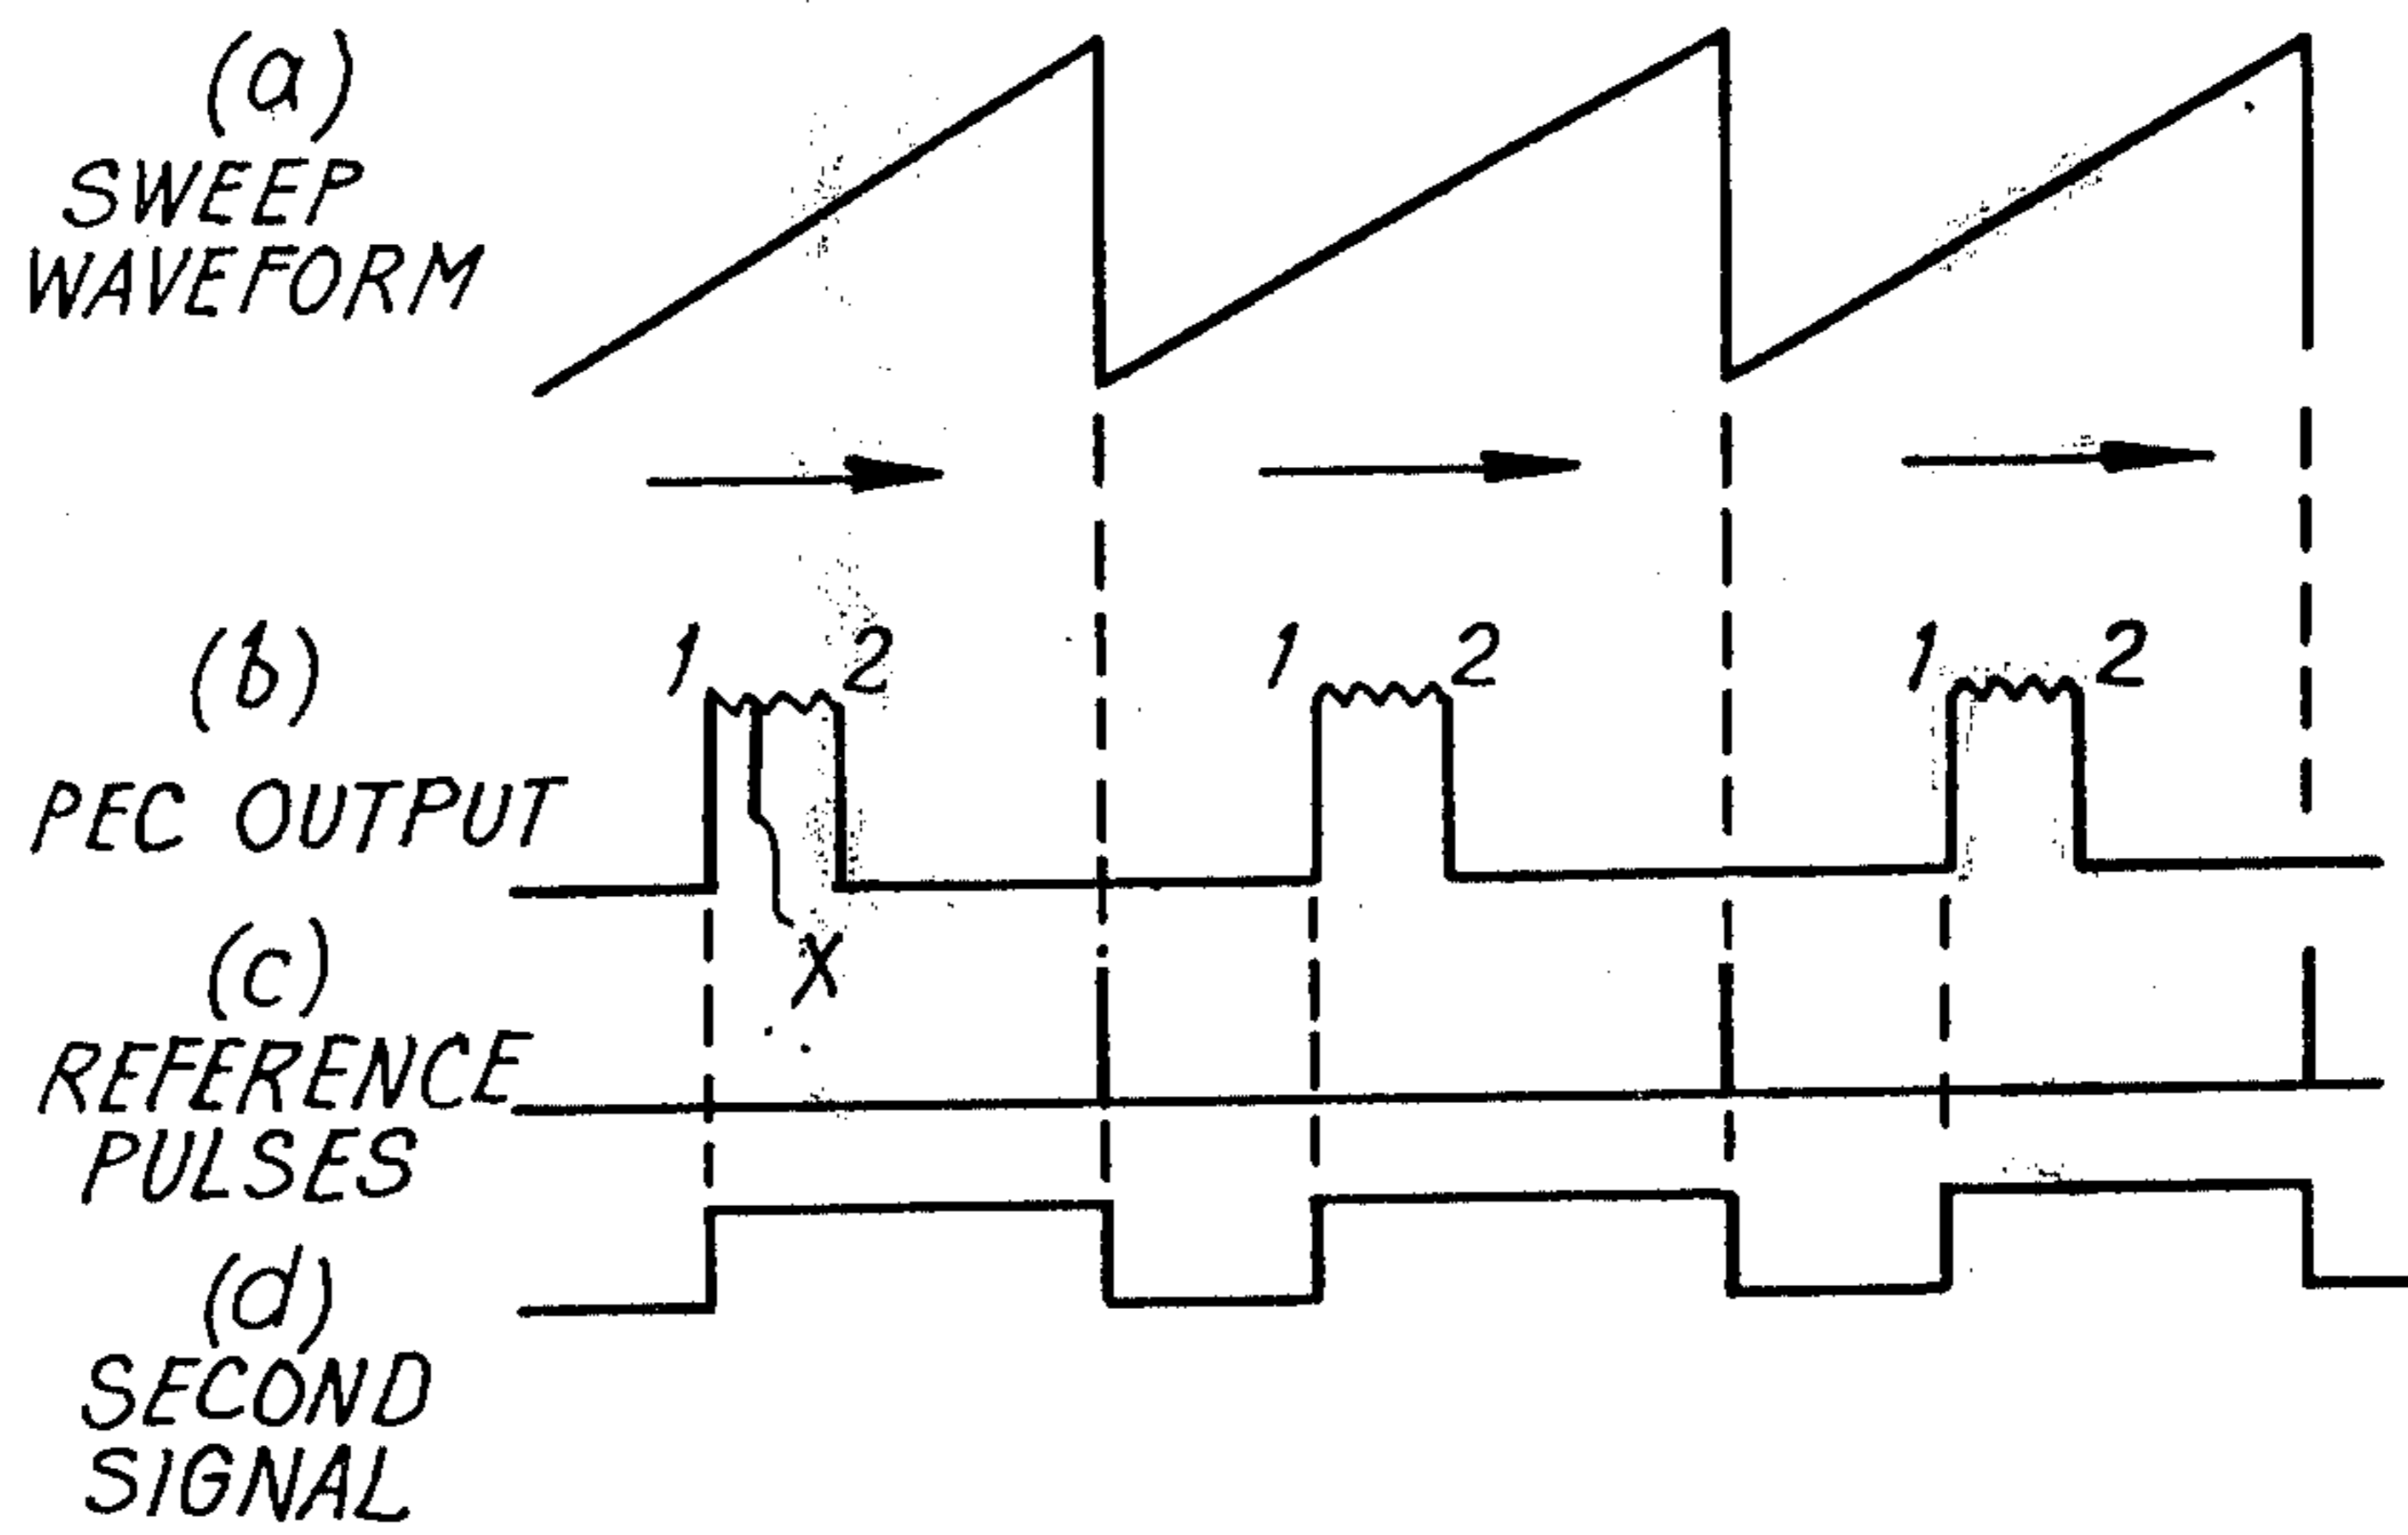 (a)
SWEEP
WAVEFORM
1 2 1 2 1 2
(b)
PEC OUTPUT
X
(c)
REFERENCE
PULSES
(d)
SECOND
SIGNAL